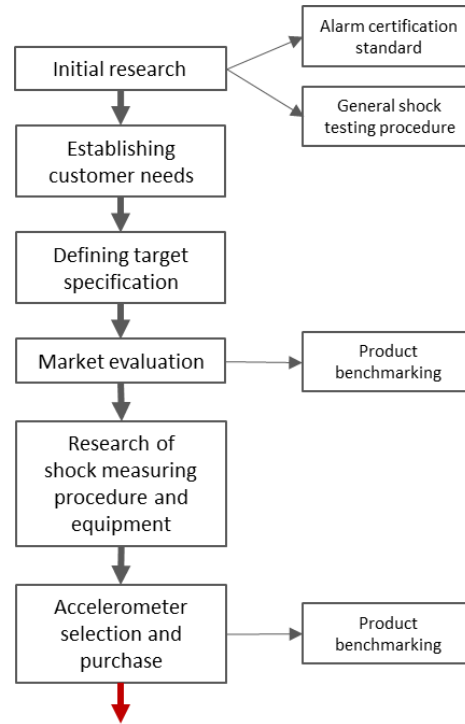 Alarm certification
standard
Initial research
General shock
testing procedure
Establishing
customer needs
Defining target
specification
Market evaluation
Product
benchmarking
Research of
shock measuring
procedure and
equipment
Accelerometer
selection and
purchase
Product
benchmarking